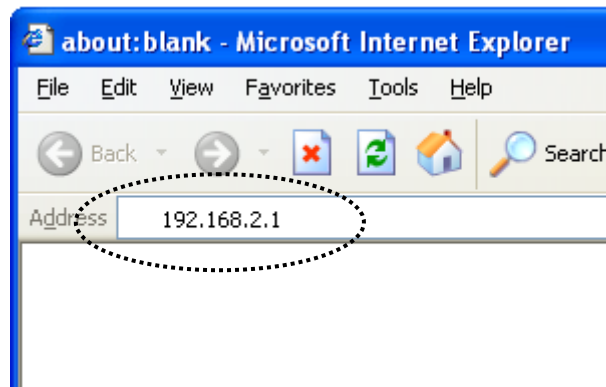 about:blank - Microsoft Internet Explorer
File Edit View Favorites Tools Help
Back Search
Address 192.168.2.1